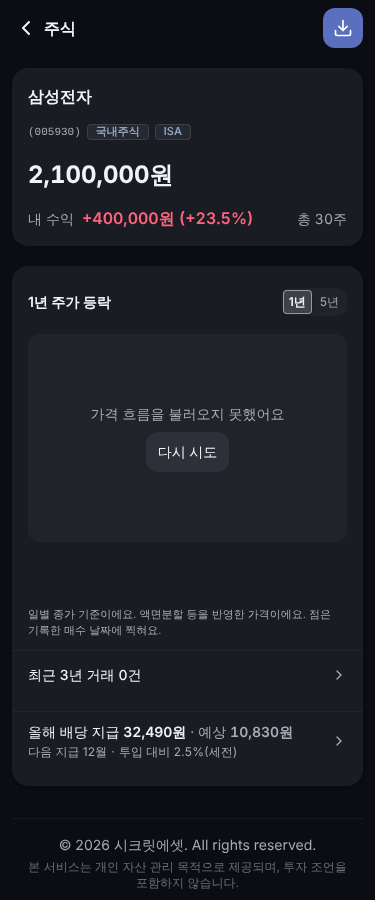 주식
삼성전자
(005930) 국내주식 ISA
2,100,000원
내 수익 +400,000원 (+23.5%) 총 30주
1년 주가 등락 1년 5년
가격 흐름을 불러오지 못했어요
다시 시도
일별 종가 기준이에요. 액면분할 등을 반영한 가격이에요. 점은
기록한 매수 날짜에 찍혀요.
최근 3년 거래 0건
올해 배당 지급 32,490원 · 예상 10,830원
다음 지급 12월 · 투입 대비 2.5%(세전)
© 2026 시크릿에셋. All rights reserved.
본 서비스는 개인 자산 관리 목적으로 제공되며, 투자 조언을
포함하지 않습니다.